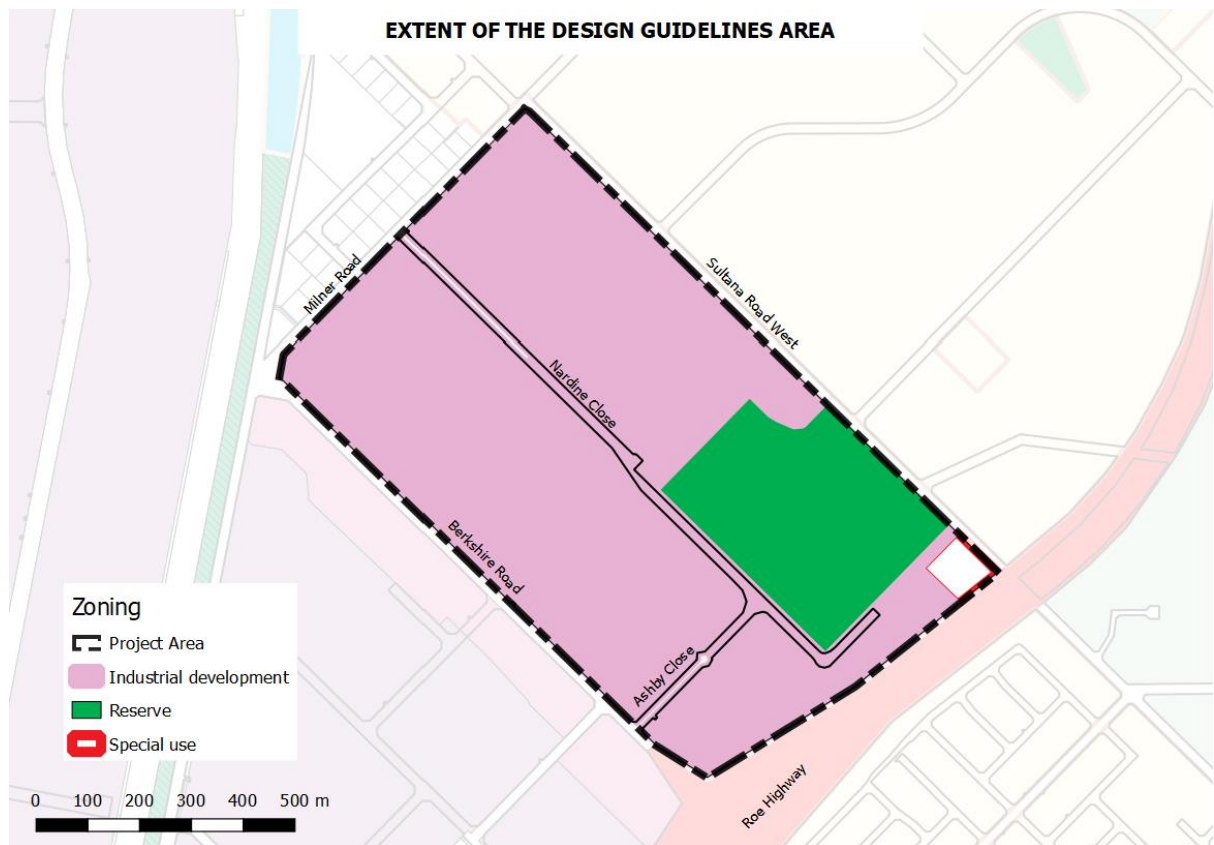 EXTENT OF THE DESIGN GUIDELINES AREA
Milner Road
Sultana Road West
Nardine Close
Berkshire Road
Ashby Close
Roe Highway
Zoning
Project Area
Industrial development
Reserve
Special use
0 100 200 300 400 500 m